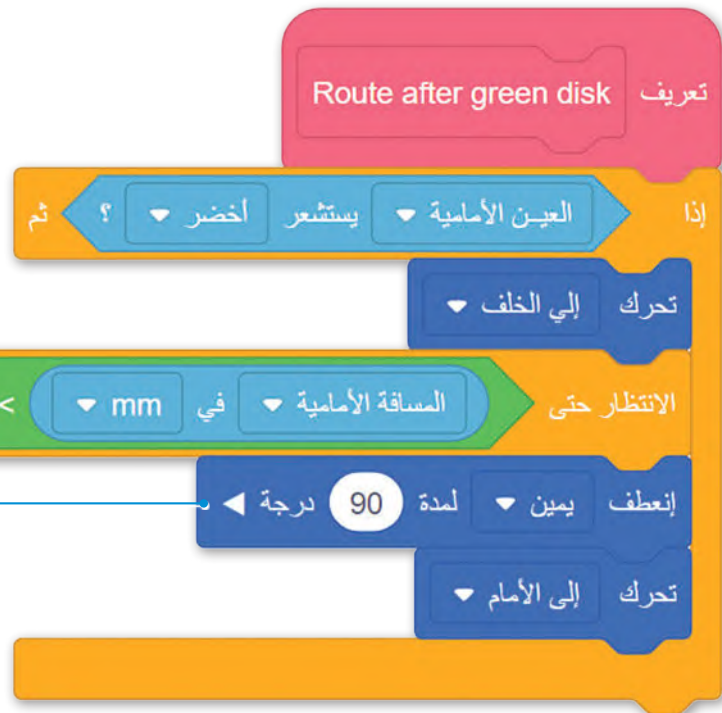 تعريف Route after green disk
إذا العيـن الأمامية يستشعر أخضر ؟ ثم
تحرك إلي الخلف
الانتظار حتى المسافة الأمامية في mm >
إنعطف يمين لمدة 90 درجة
تحرك إلى الأمام